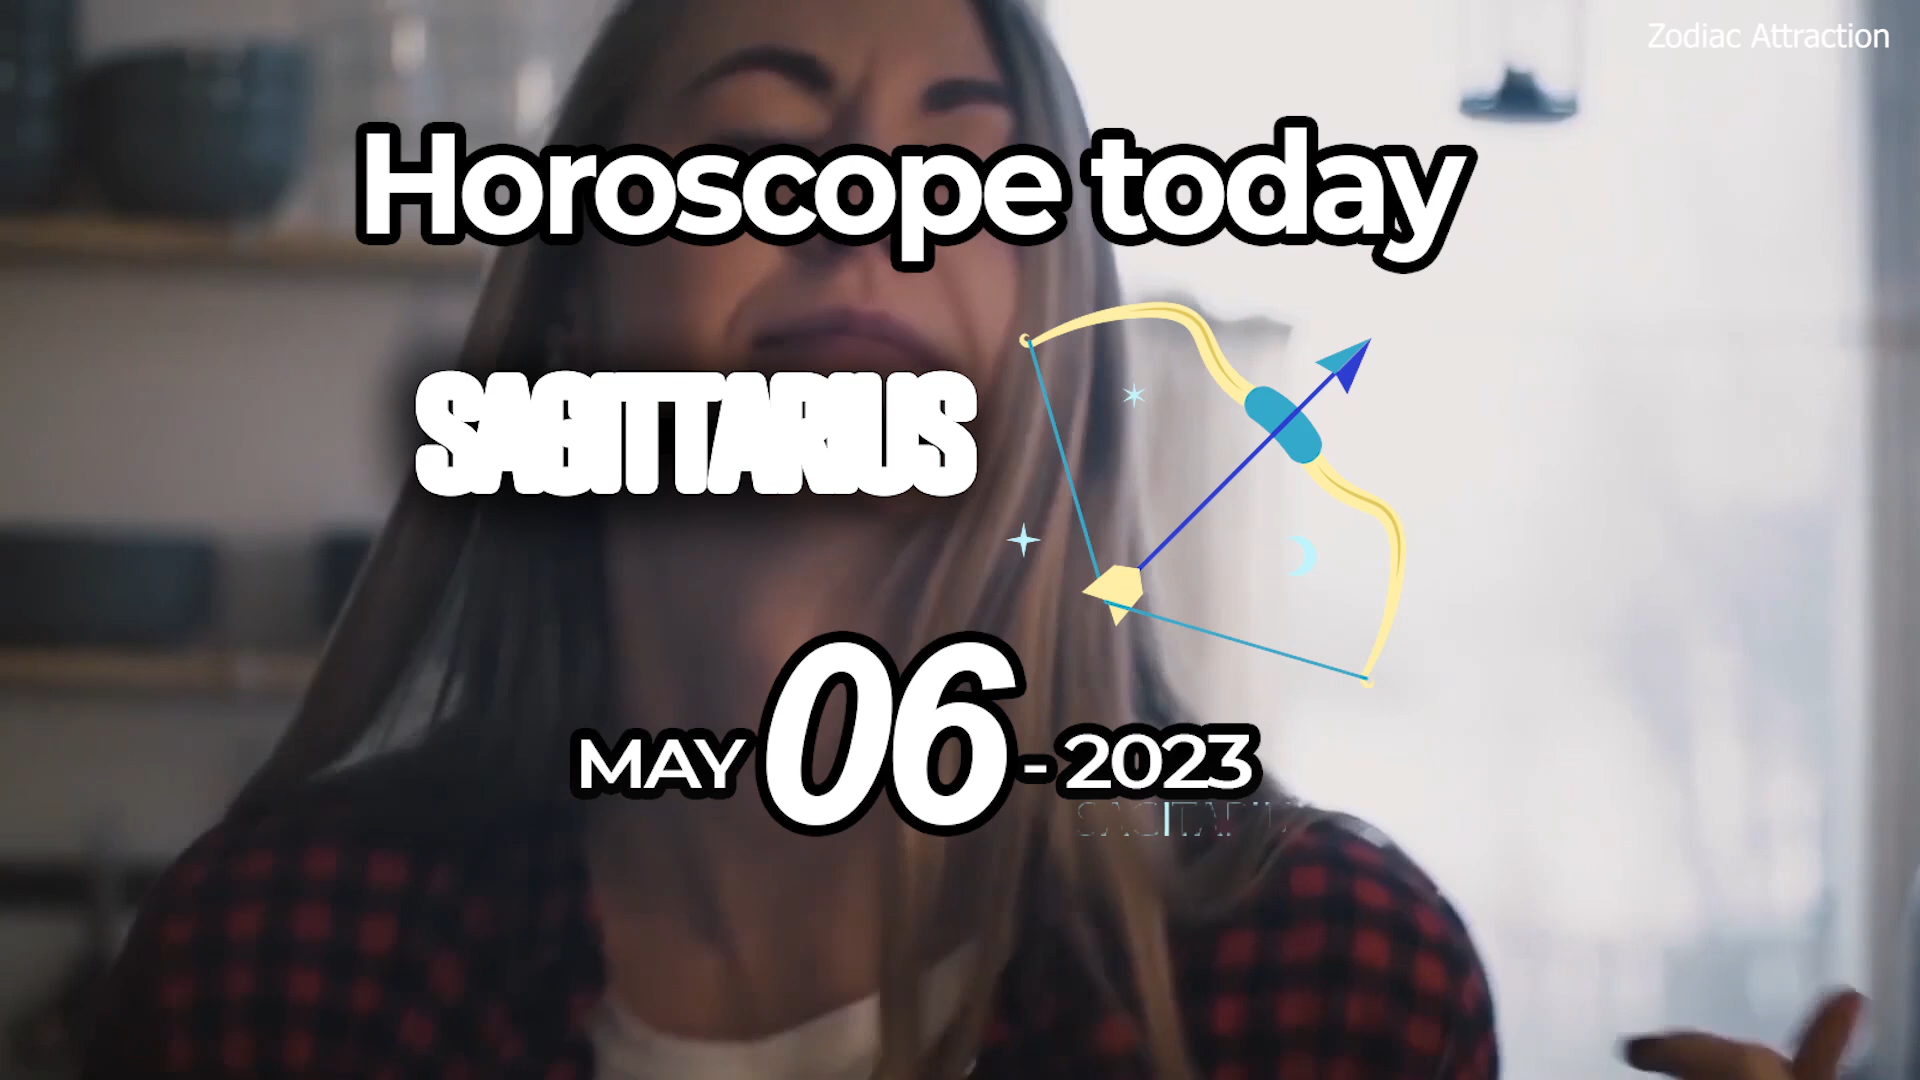 Zodiac Attraction
Horoscope today
SAGITTARIUS
MAY 06 - 2023